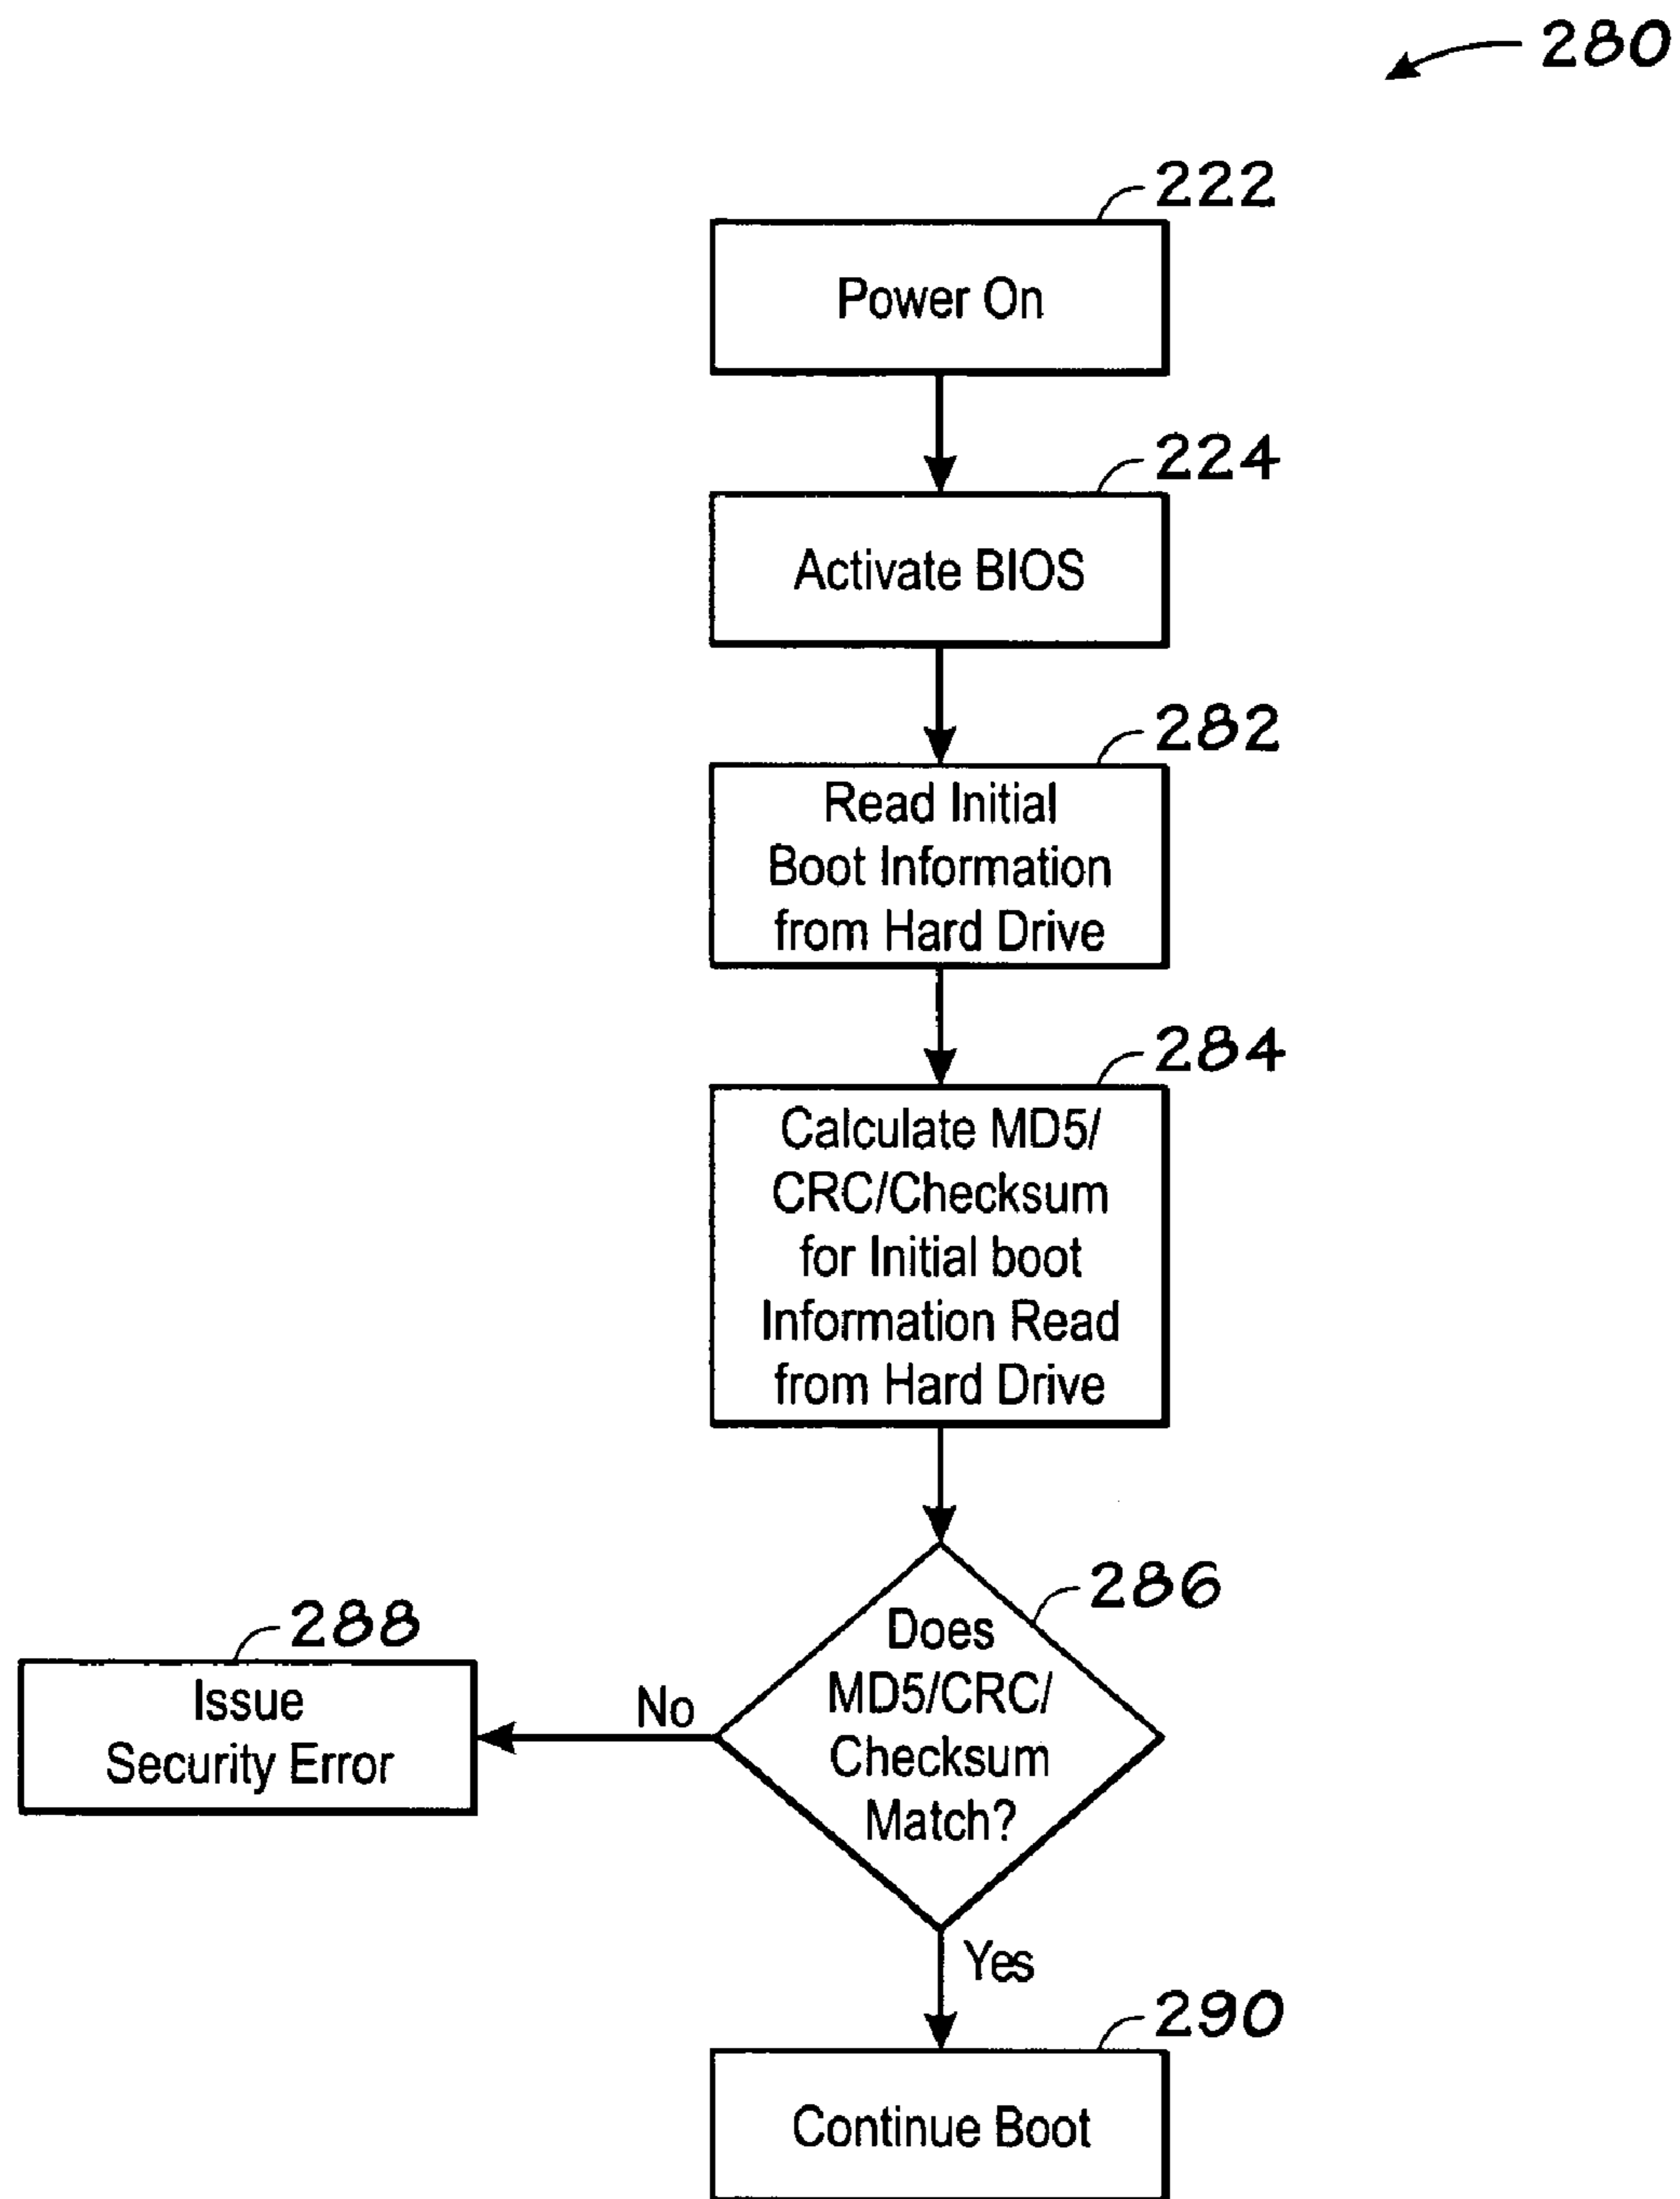 280
222
Power On
224
Activate BIOS
282
Read Initial
Boot Information
from Hard Drive
284
Calculate MD5/
CRC/Checksum
for Initial boot
Information Read
from Hard Drive
286
Does
MD5/CRC/
Checksum
Match?
288
Issue
Security Error
No
Yes
290
Continue Boot